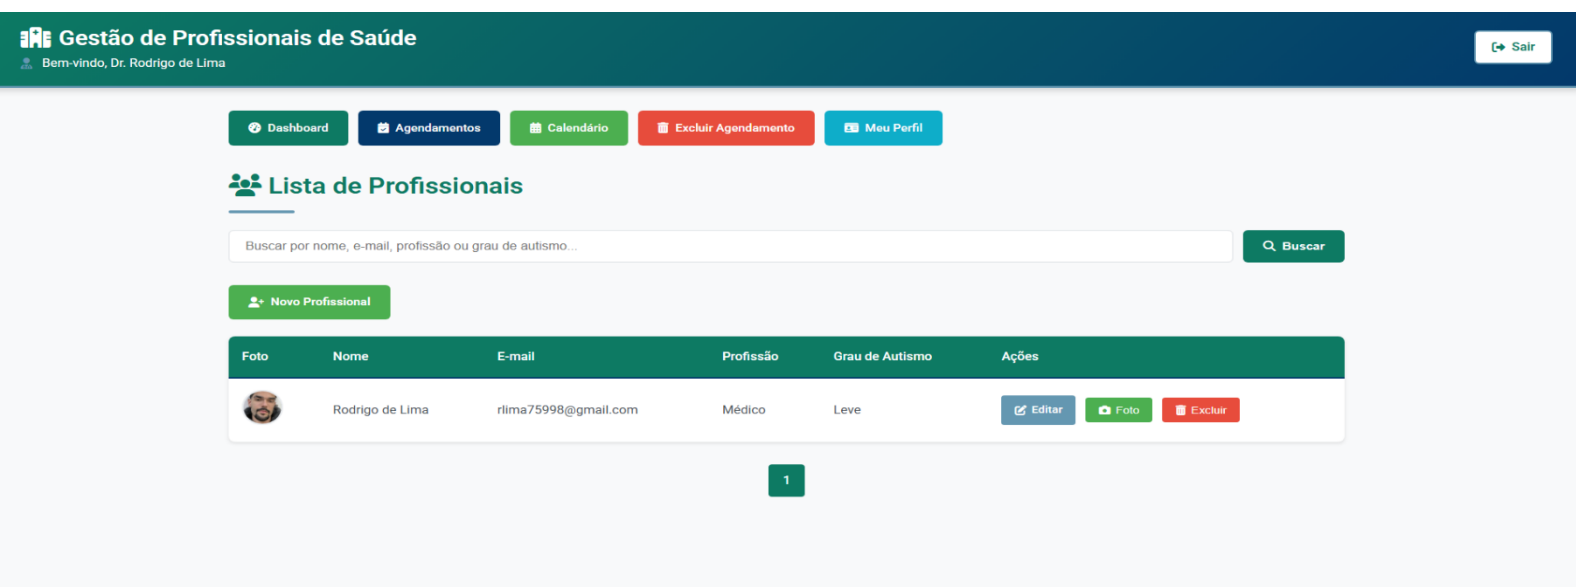 Gestão de Profissionais de Saúde
Bem-vindo, Dr. Rodrigo de Lima
Sair
Dashboard Agendamentos Calendário Excluir Agendamento Meu Perfil
Lista de Profissionais
Buscar por nome, e-mail, profissão ou grau de autismo...
Buscar
Novo Profissional
Foto Nome E-mail Profissão Grau de Autismo Ações
Rodrigo de Lima rlima75998@gmail.com Médico Leve Editar Foto Excluir
1